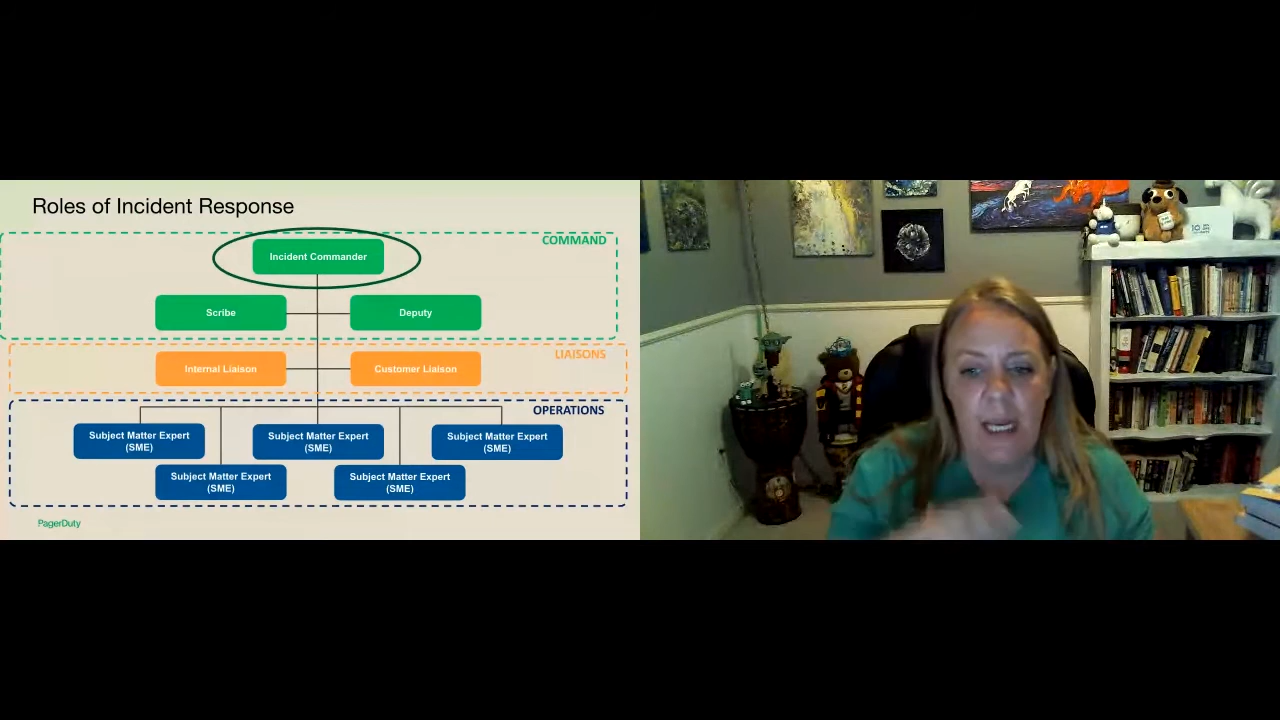 Roles of Incident Response
COMMAND
Incident Commander
Scribe
Deputy
LIAISONS
Internal Liaison
Customer Liaison
OPERATIONS
Subject Matter Expert
(SME)
Subject Matter Expert
(SME)
Subject Matter Expert
(SME)
Subject Matter Expert
(SME)
Subject Matter Expert
(SME)
PagerDuty